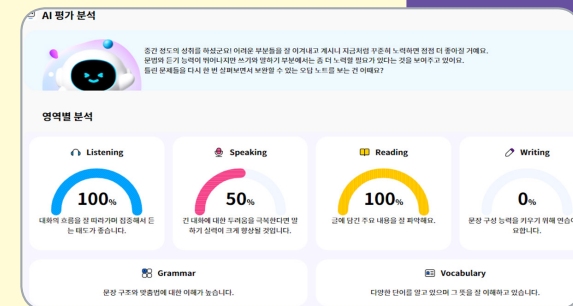 AI 평가 분석
중간 정도의 성취를 하셨군요! 어려운 부분들을 잘 이겨내고 계시니 지금처럼 꾸준히 노력하면 점점 더 좋아질 거예요.
문법와 듣기 능력이 뛰어나지만 쓰기와 말하기 부분에서는 좀 더 노력할 필요가 있다는 것을 보여주고 있어요.
틀린 문제들을 다시 한 번 살펴보면서 보완할 수 있는 오답 노트를 보는 건 어때요?
영역별 분석
Listening
100%
대화의 흐름을 잘 따라가며 집중해서 듣
는 태도가 좋습니다.
Speaking
50%
긴 대화에 대한 두려움을 극복한다면 말
하기 실력이 크게 향상될 것입니다.
Reading
100%
글에 담긴 주요 내용을 잘 파악해요.
Writing
0%
문장 구성 능력을 키우기 위해 연습이
요합니다.
Grammar
문장 구조와 맞춤법에 대한 이해가 높습니다.
Vocabulary
다양한 단어를 알고 있으며 그 뜻을 잘 이해하고 있습니다.